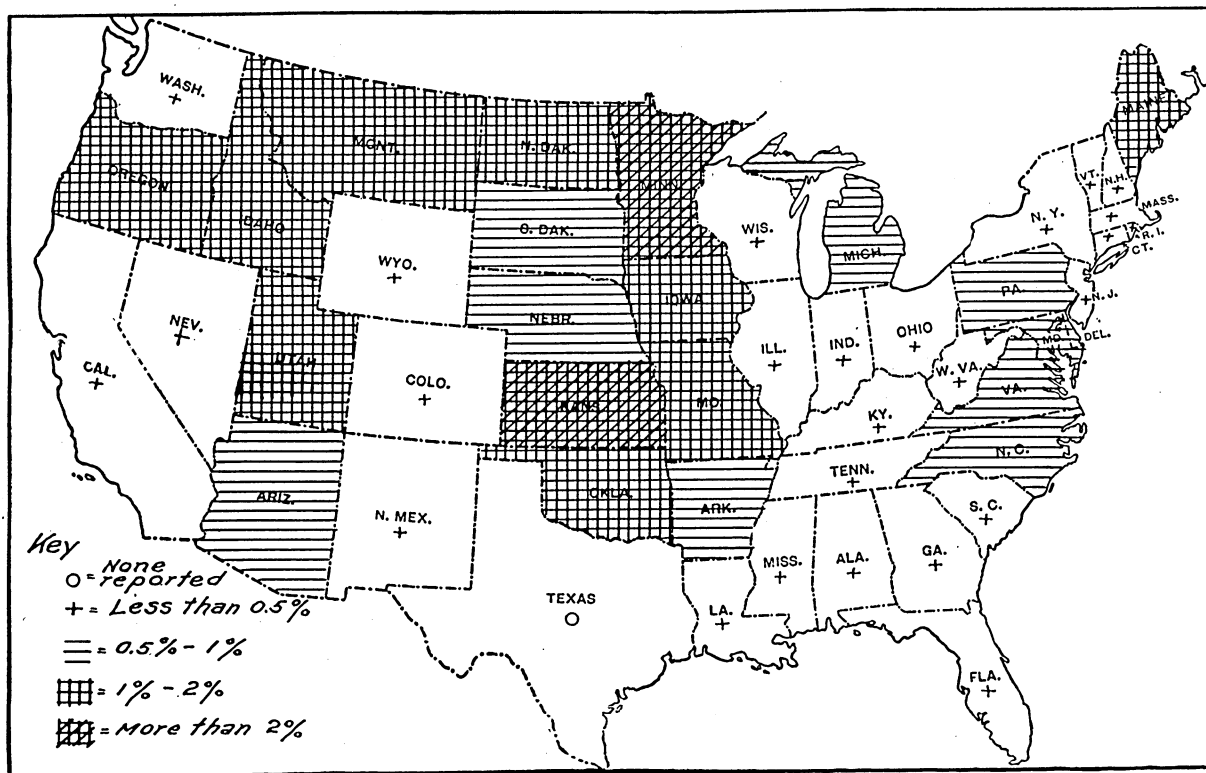 WASH.
MONT.
N. DAK.
MINN.
MAINE
OREGON
IDAHO
S. DAK.
WIS.
MICH.
VT.
N.H.
MASS.
N. Y.
R. I.
CT.
WYO.
IOWA
PA.
N. J.
NEV.
NEBR.
OHIO
IND.
ILL.
MD.
DEL.
UTAH
CAL.
COLO.
KANS.
MO.
W. VA.
VA.
KY.
N. C.
TENN.
ARIZ.
N. MEX.
OKLA.
ARK.
S. C.
MISS.
ALA.
GA.
TEXAS
LA.
FLA.
Key
O = None
reported
+ = Less than 0.5%
= 0.5% - 1%
= 1% - 2%
= More than 2%